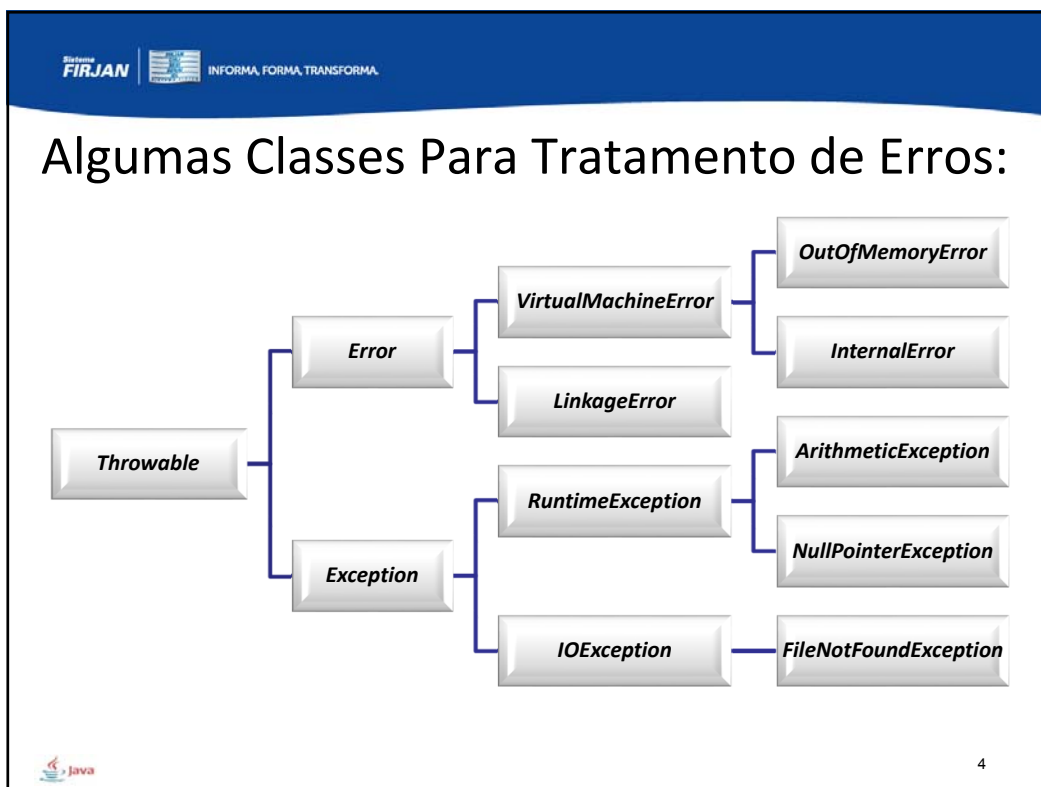 Sistema
FIRJAN
INFORMA, FORMA, TRANSFORMA.
Algumas Classes Para Tratamento de Erros:
OutOfMemoryError
VirtualMachineError
Error
InternalError
LinkageError
Throwable
ArithmeticException
RuntimeException
NullPointerException
Exception
IOException
FileNotFoundException
Java
4